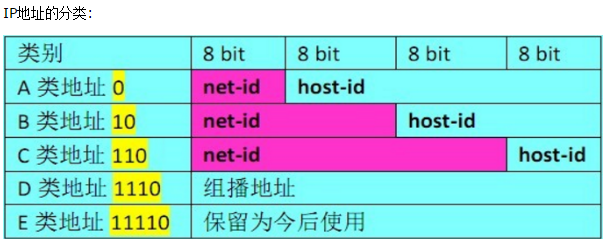 IP地址的分类：
类别 8 bit 8 bit 8 bit 8 bit
A 类地址 0 net-id host-id
B 类地址 10 net-id host-id
C 类地址 110 net-id host-id
D 类地址 1110 组播地址
E 类地址 11110 保留为今后使用